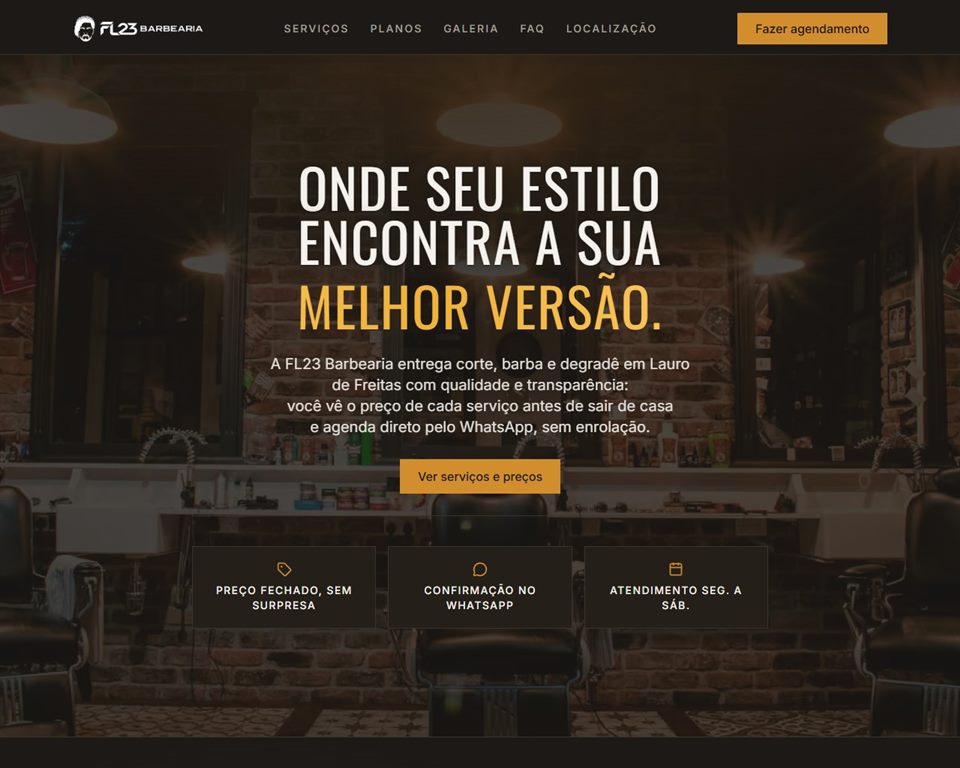 FL23 BARBEARIA
SERVIÇOS
PLANOS
GALERIA
FAQ
LOCALIZAÇÃO
Fazer agendamento
ONDE SEU ESTILO
ENCONTRA A SUA
MELHOR VERSÃO.
A FL23 Barbearia entrega corte, barba e degradê em Lauro
de Freitas com qualidade e transparência:
você vê o preço de cada serviço antes de sair de casa
e agenda direto pelo WhatsApp, sem enrolação.
Ver serviços e preços
PREÇO FECHADO, SEM
SURPRESA
CONFIRMAÇÃO NO
WHATSAPP
ATENDIMENTO SEG. A
SÁB.